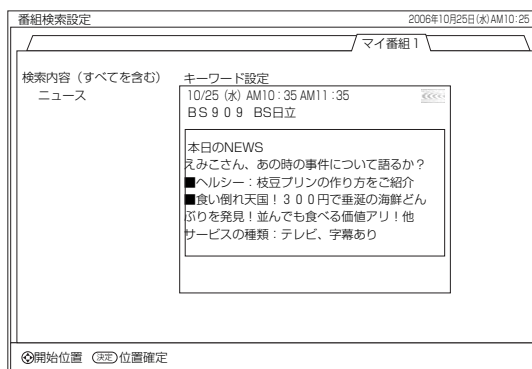 番組検索設定 2006年10月25日(水)AM10:25
マイ番組1
検索内容(すべてを含む) キーワード設定
ニュース
10/25 (水) AM10:35 AM11:35
BS909 BS日立
本日のNEWS
えみこさん、あの時の事件について語るか?
■ヘルシー:枝豆プリンの作り方をご紹介
■食い倒れ天国!300円で垂涎の海鮮どん
ぶりを発見!並んでも食べる価値アリ!他
サービスの種類:テレビ、字幕あり
開始位置 決定 位置確定